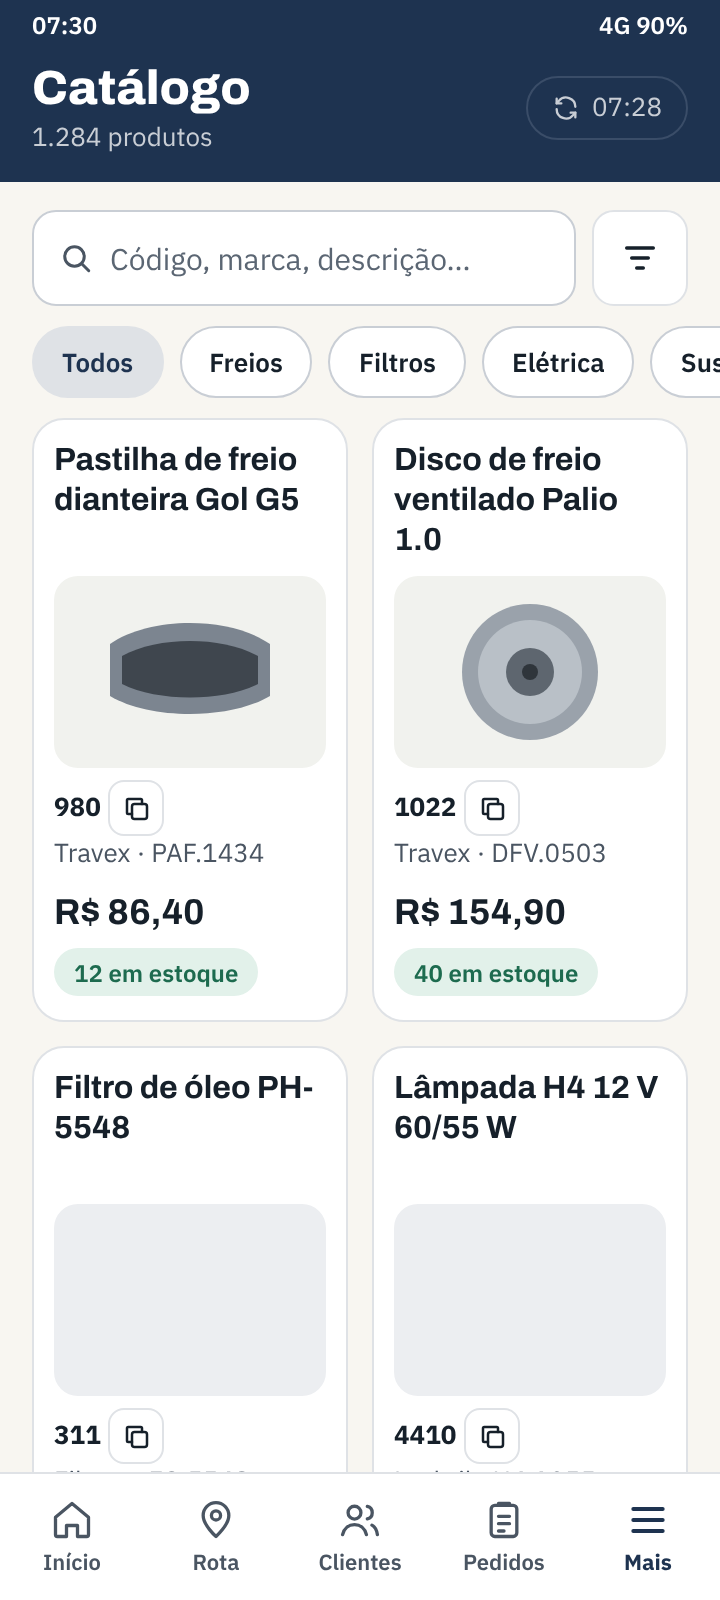 07:30
4G 90%
Catálogo
1.284 produtos
07:28
Código, marca, descrição...
Todos
Freios
Filtros
Elétrica
Sus
Pastilha de freio
dianteira Gol G5
980
Travex · PAF.1434
R$ 86,40
12 em estoque
Disco de freio
ventilado Palio
1.0
1022
Travex · DFV.0503
R$ 154,90
40 em estoque
Filtro de óleo PH-
5548
311
Lâmpada H4 12 V
60/55 W
4410
Início
Rota
Clientes
Pedidos
Mais